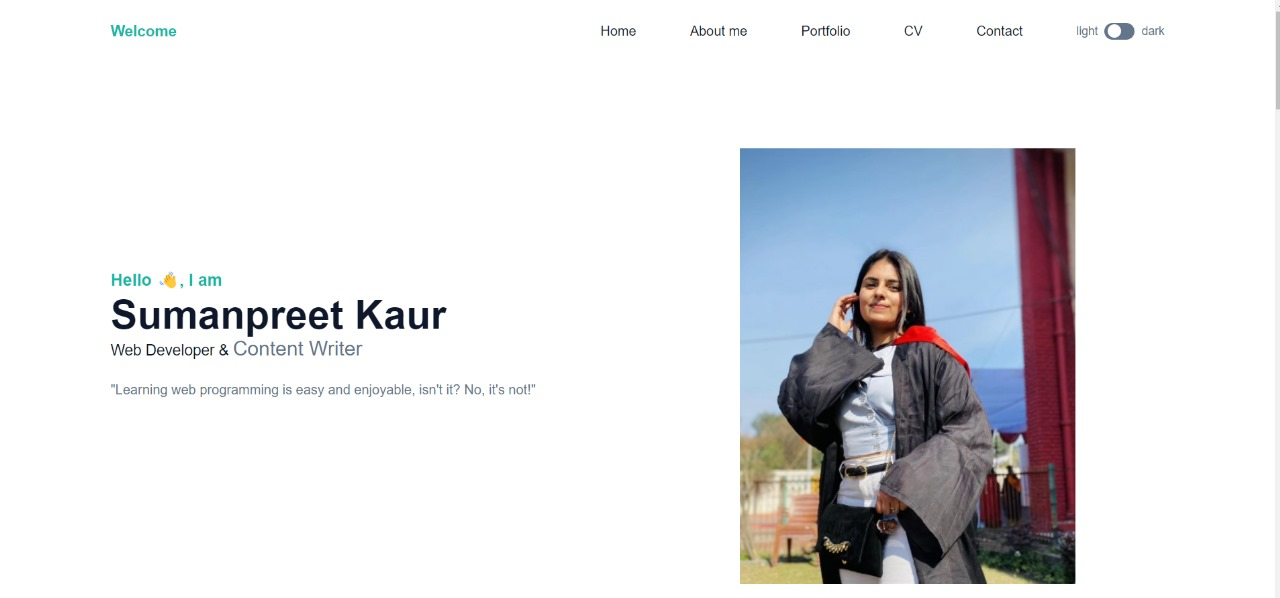 Welcome
Home About me Portfolio CV Contact light dark
Hello 👋, I am
Sumanpreet Kaur
Web Developer & Content Writer
"Learning web programming is easy and enjoyable, isn't it? No, it's not!"